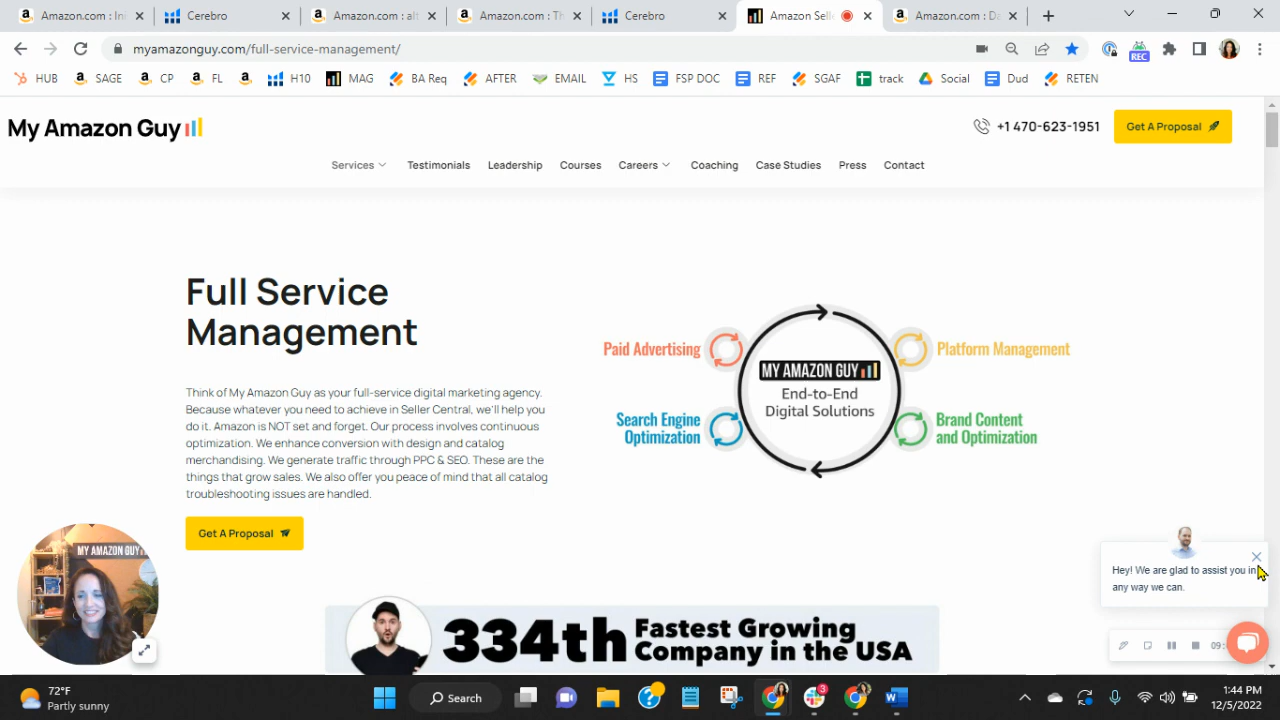 Amazon.com : Ini
Cerebro
Amazon.com : alt
Amazon.com : Th
Cerebro
Amazon Sell
Amazon.com : Da
myamazonguy.com/full-service-management/
REC
HUB
SAGE
CP
FL
H10
MAG
BA Req
AFTER
EMAIL
HS
FSP DOC
REF
SGAF
track
Social
Dud
RETEN
My Amazon Guy
+1 470-623-1951
Get A Proposal
Services
Testimonials
Leadership
Courses
Careers
Coaching
Case Studies
Press
Contact
Full Service
Management
Think of My Amazon Guy as your full-service digital marketing agency.
Because whatever you need to achieve in Seller Central, we'll help you
do it. Amazon is NOT set and forget. Our process involves continuous
optimization. We enhance conversion with design and catalog
merchandising. We generate traffic through PPC & SEO. These are the
things that grow sales. We also offer you peace of mind that all catalog
troubleshooting issues are handled.
Get A Proposal
Paid Advertising
Platform Management
MY AMAZON GUY
End-to-End
Digital Solutions
Search Engine
Optimization
Brand Content
and Optimization
MY AMAZON GUY
Hey! We are glad to assist you in
any way we can.
334th
Fastest Growing
Company in the USA
09:
72°F
Partly sunny
Search
3
1:44 PM
12/5/2022